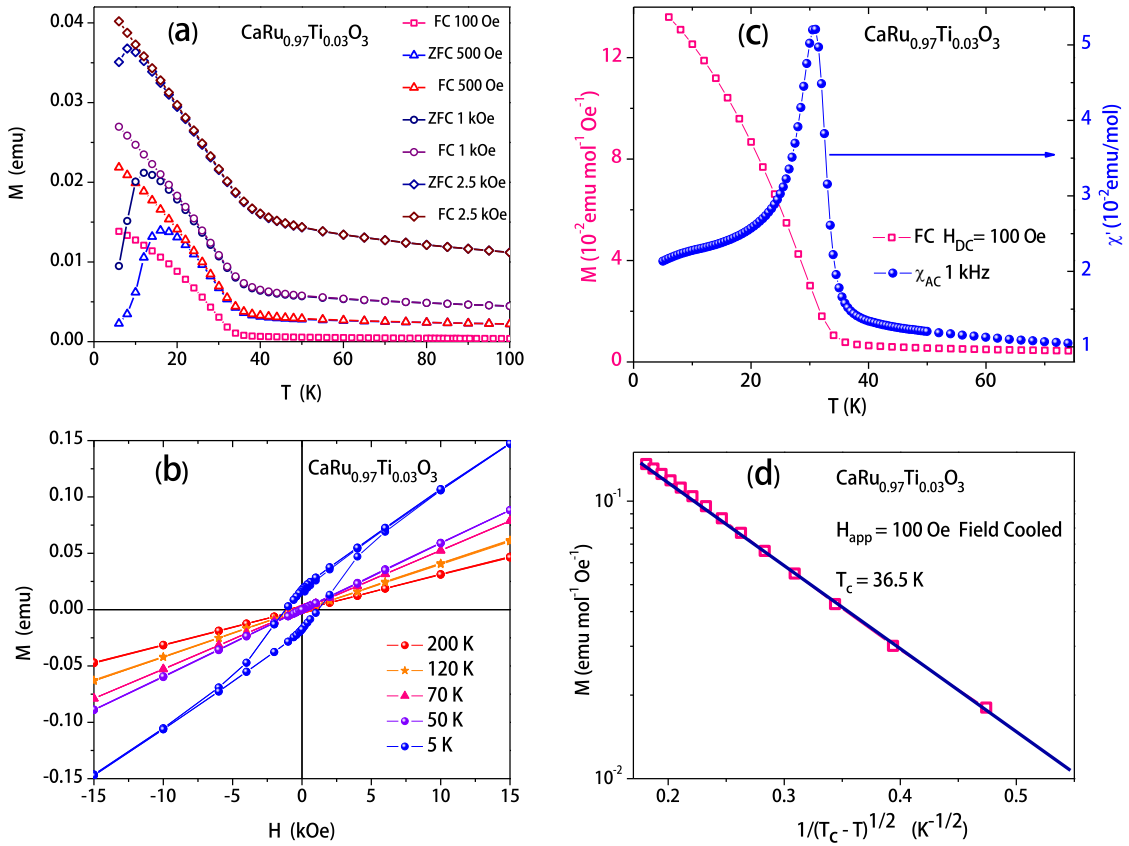 (a)
CaRu0.97Ti0.03O3
FC 100 Oe
ZFC 500 Oe
FC 500 Oe
ZFC 1 kOe
FC 1 kOe
ZFC 2.5 kOe
FC 2.5 kOe
M (emu)
0.04
0.03
0.02
0.01
0.00
0 20 40 60 80 100
T (K)
(c)
CaRu0.97Ti0.03O3
M (10-2 emu mol-1 Oe-1)
12
8
4
0
FC HDC = 100 Oe
χAC 1 kHz
χ' (10-2 emu/mol)
5
4
3
2
1
0 20 40 60
T (K)
(b)
CaRu0.97Ti0.03O3
M (emu)
0.15
0.10
0.05
0.00
-0.05
-0.10
-0.15
200 K
120 K
70 K
50 K
5 K
-15 -10 -5 0 5 10 15
H (kOe)
(d)
CaRu0.97Ti0.03O3
Happ = 100 Oe Field Cooled
Tc = 36.5 K
M (emu mol-1 Oe-1)
10-1
10-2
0.2 0.3 0.4 0.5
1/(TC - T)1/2 (K-1/2)